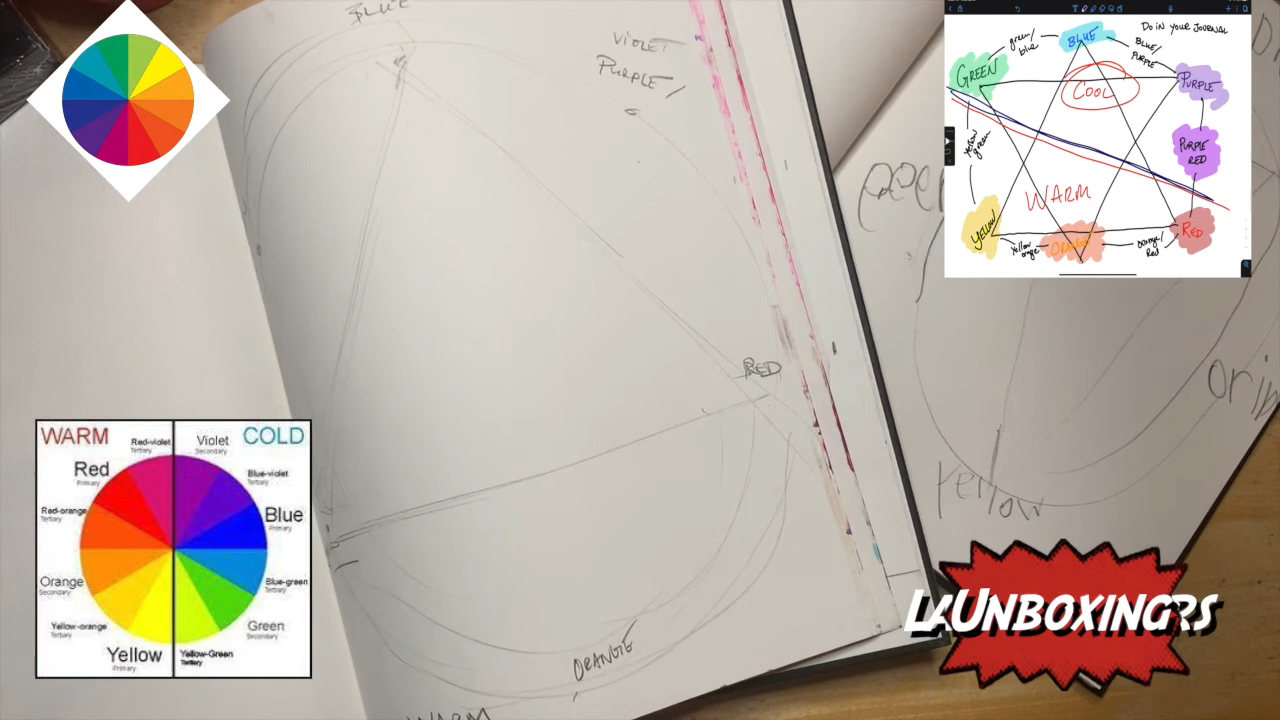 BLUE
VIOLET
PURPLE/
RED
ORANGE
WARM
Yellow
DO IN YOUR JOURNAL
green/
blue
BLUE
BLUE/
PURPLE
GREEN
COOL
PURPLE
yellow
green
PURPLE
RED
WARM
YELLOW
Yellow
orange
ORANGE
orange/
Red
RED
WARM
COLD
Red-violet
Tertiary
Violet
Secondary
Red
Primary
Blue-violet
Tertiary
Red-orange
Tertiary
Blue
Primary
Orange
Secondary
Blue-green
Tertiary
Yellow-orange
Tertiary
Green
Secondary
Yellow
Primary
Yellow-Green
Tertiary